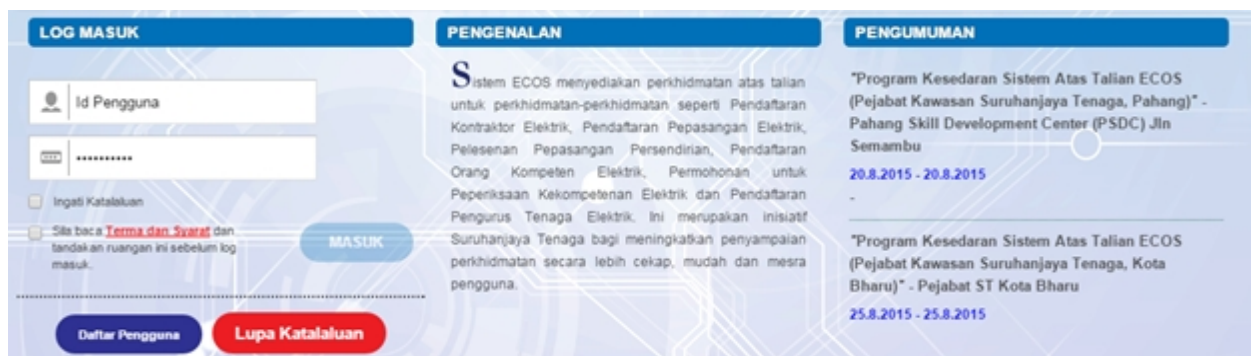 LOG MASUK
Id Pengguna
••••••••••
Ingati Katalaluan
Sila baca Terma dan Syarat dan
tandakan ruangan ini sebelum log
masuk.
MASUK
Daftar Pengguna
Lupa Katalaluan
PENGENALAN
Sistem ECOS menyediakan perkhidmatan atas talian
untuk perkhidmatan-perkhidmatan seperti Pendaftaran
Kontraktor Elektrik, Pendaftaran Pepasangan Elektrik,
Pelesenan Pepasangan Persendirian, Pendaftaran
Orang Kompeten Elektrik, Permohonan untuk
Peperiksaan Kekompetenan Elektrik dan Pendaftaran
Pengurus Tenaga Elektrik. Ini merupakan inisiatif
Suruhanjaya Tenaga bagi meningkatkan penyampaian
perkhidmatan secara lebih cekap, mudah dan mesra
pengguna.
PENGUMUMAN
"Program Kesedaran Sistem Atas Talian ECOS
(Pejabat Kawasan Suruhanjaya Tenaga, Pahang)" -
Pahang Skill Development Center (PSDC) Jln
Semambu
20.8.2015 - 20.8.2015
-
"Program Kesedaran Sistem Atas Talian ECOS
(Pejabat Kawasan Suruhanjaya Tenaga, Kota
Bharu)" - Pejabat ST Kota Bharu
25.8.2015 - 25.8.2015